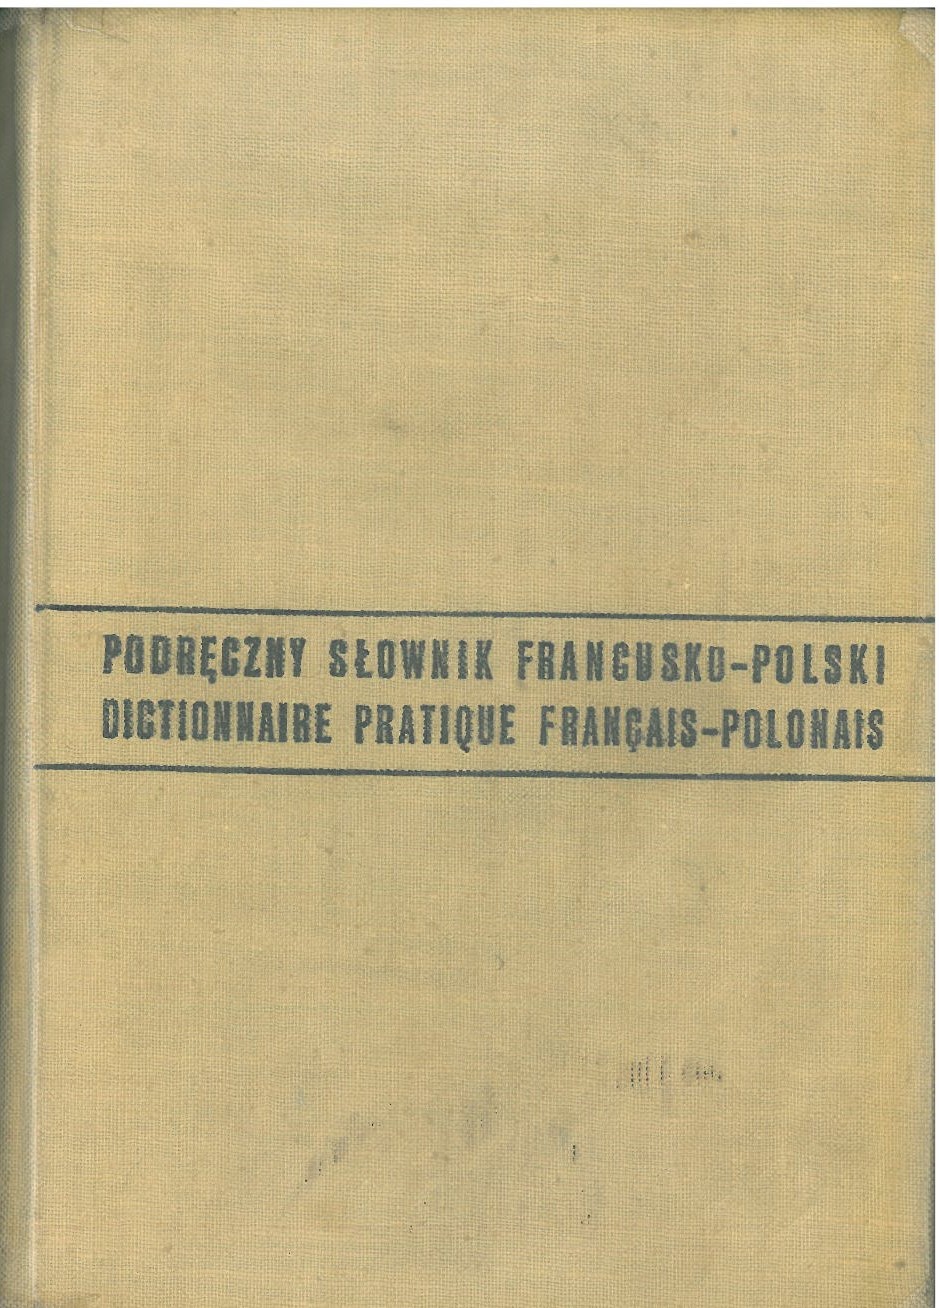 PODRĘCZNY SŁOWNIK FRANCUSKO-POLSKI
DICTIONNAIRE PRATIQUE FRANÇAIS-POLONAIS